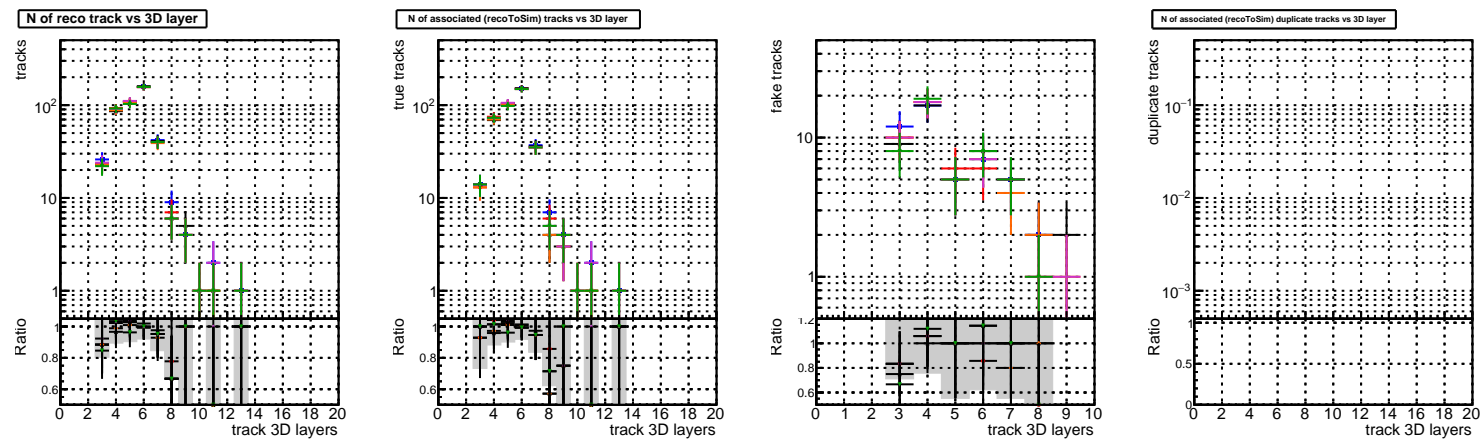 N of reco track vs 3D layer
tracks
10²
10
1
Ratio
1
0.8
0.6
0 2 4 6 8 10 12 14 16 18 20
track 3D layers
N of associated (recoToSim) tracks vs 3D layer
true tracks
10²
10
1
Ratio
1
0.8
0.6
0 2 4 6 8 10 12 14 16 18 20
track 3D layers
fake tracks
10
1
Ratio
1.2
1
0.8
0.6
0 1 2 3 4 5 6 7 8 9 10
track 3D layers
N of associated (recoToSim) duplicate tracks vs 3D layer
duplicate tracks
10⁻¹
10⁻²
10⁻³
Ratio
1
0.5
0
0 2 4 6 8 10 12 14 16 18 20
track 3D layers